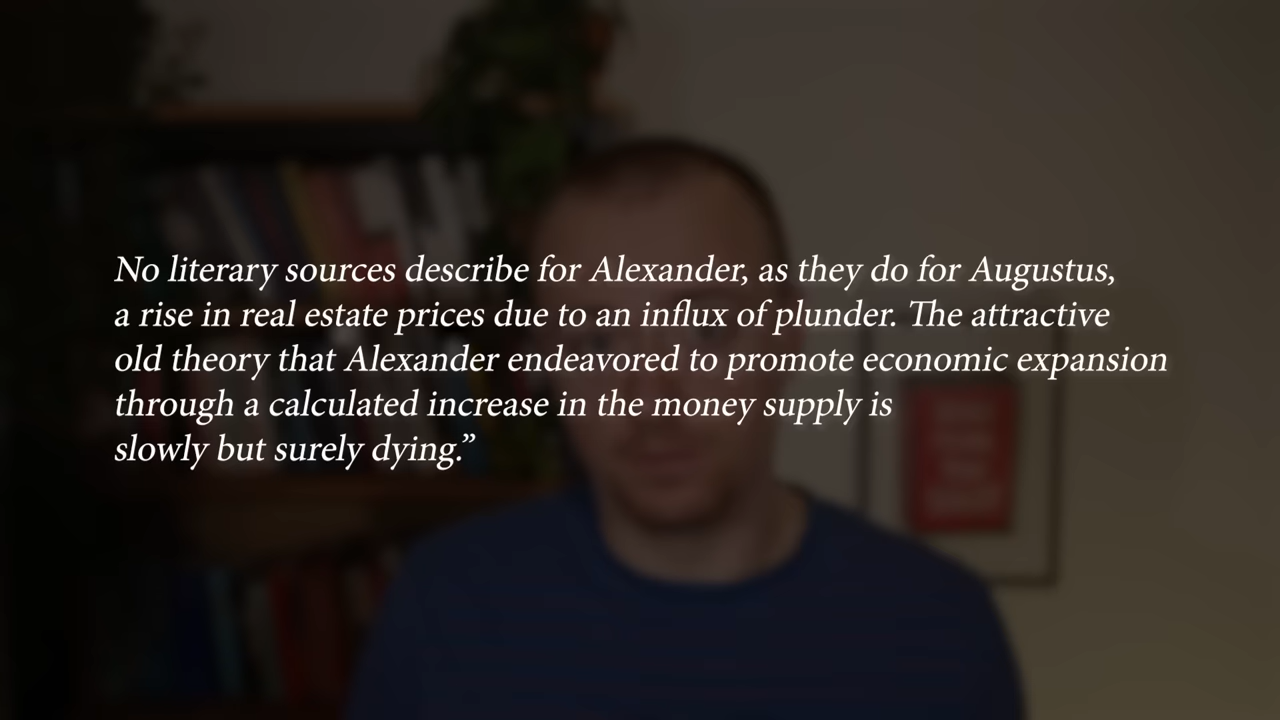 No literary sources describe for Alexander, as they do for Augustus,
a rise in real estate prices due to an influx of plunder. The attractive
old theory that Alexander endeavored to promote economic expansion
through a calculated increase in the money supply is
slowly but surely dying.”